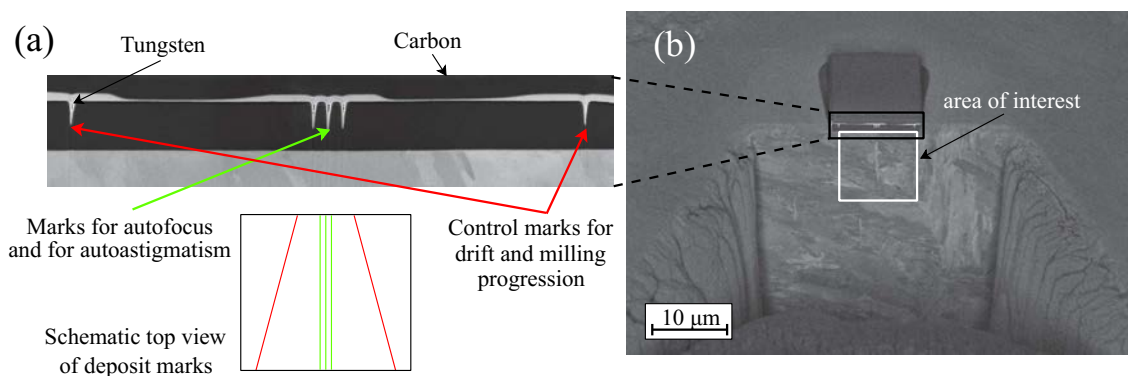 (a)
Tungsten
Carbon
Marks for autofocus
and for autoastigmatism
Control marks for
drift and milling
progression
Schematic top view
of deposit marks
(b)
area of interest
10 μm